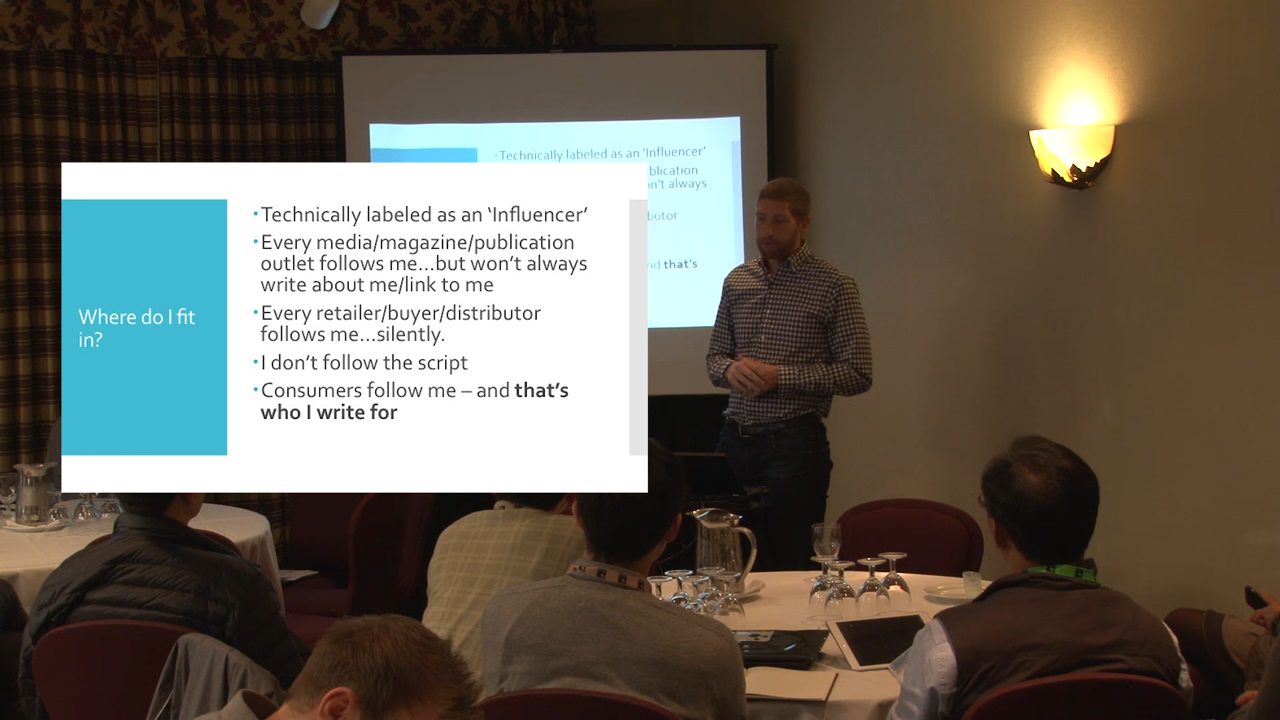 Where do I fit
in?
•Technically labeled as an ‘Influencer’
•Every media/magazine/publication
outlet follows me...but won’t always
write about me/link to me
•Every retailer/buyer/distributor
follows me...silently.
•I don’t follow the script
•Consumers follow me – and that’s
who I write for
•Technically labeled as an ‘Influencer’
blication
n’t always
butor
nd that’s